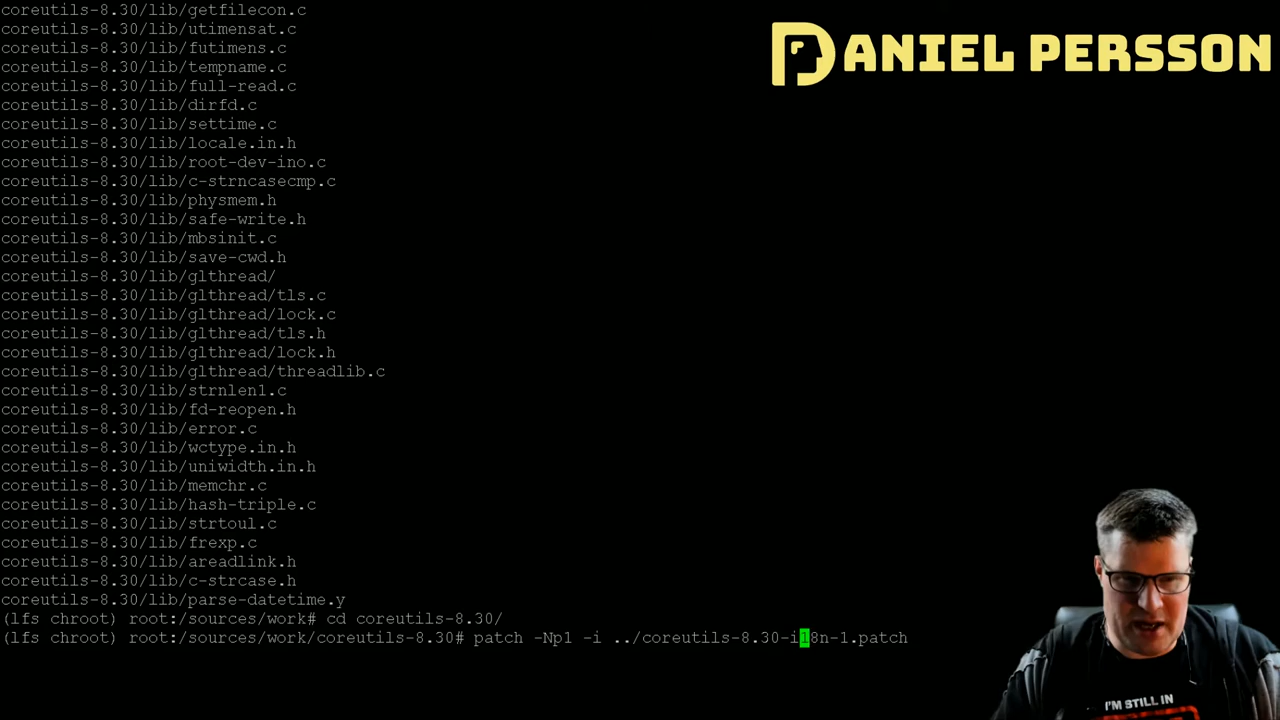 coreutils-8.30/lib/getfilecon.c
coreutils-8.30/lib/utimensat.c
coreutils-8.30/lib/futimens.c
coreutils-8.30/lib/tempname.c
coreutils-8.30/lib/full-read.c
coreutils-8.30/lib/dirfd.c
coreutils-8.30/lib/settime.c
coreutils-8.30/lib/locale.in.h
coreutils-8.30/lib/root-dev-ino.c
coreutils-8.30/lib/c-strncasecmp.c
coreutils-8.30/lib/physmem.h
coreutils-8.30/lib/safe-write.h
coreutils-8.30/lib/mbsinit.c
coreutils-8.30/lib/save-cwd.h
coreutils-8.30/lib/glthread/
coreutils-8.30/lib/glthread/tls.c
coreutils-8.30/lib/glthread/lock.c
coreutils-8.30/lib/glthread/tls.h
coreutils-8.30/lib/glthread/lock.h
coreutils-8.30/lib/glthread/threadlib.c
coreutils-8.30/lib/strnlen1.c
coreutils-8.30/lib/fd-reopen.h
coreutils-8.30/lib/error.c
coreutils-8.30/lib/wctype.in.h
coreutils-8.30/lib/uniwidth.in.h
coreutils-8.30/lib/memchr.c
coreutils-8.30/lib/hash-triple.c
coreutils-8.30/lib/strtoul.c
coreutils-8.30/lib/frexp.c
coreutils-8.30/lib/areadlink.h
coreutils-8.30/lib/c-strcase.h
coreutils-8.30/lib/parse-datetime.y
(lfs chroot) root:/sources/work# cd coreutils-8.30/
(lfs chroot) root:/sources/work/coreutils-8.30# patch -Np1 -i ../coreutils-8.30-i18n-1.patch
DANIEL PERSSON
I'M STILL IN